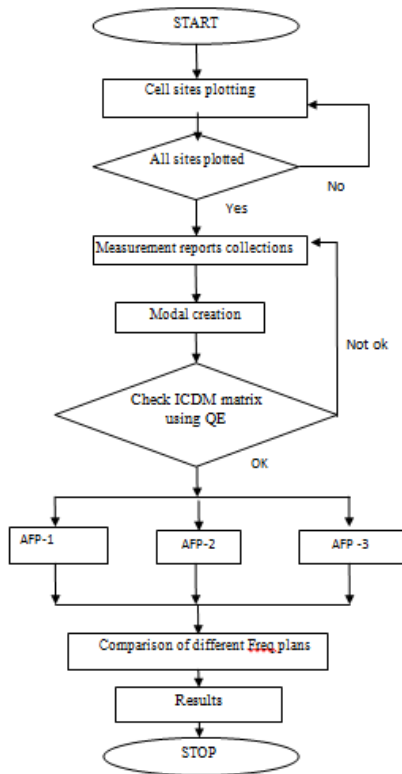 START
Cell sites plotting
All sites plotted
No
Yes
Measurement reports collections
Modal creation
Not ok
Check ICDM matrix
using QE
OK
AFP-1
AFP-2
AFP -3
Comparison of different Freq plans
Results
STOP